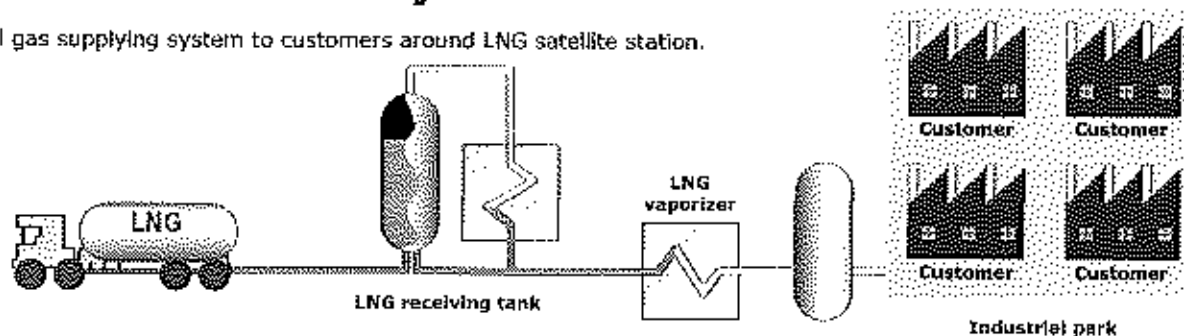 gas supplying system to customers around LNG satellite station.
Customer Customer
LNG
vaporizer
LNG
Customer Customer
LNG receiving tank
Industrial park